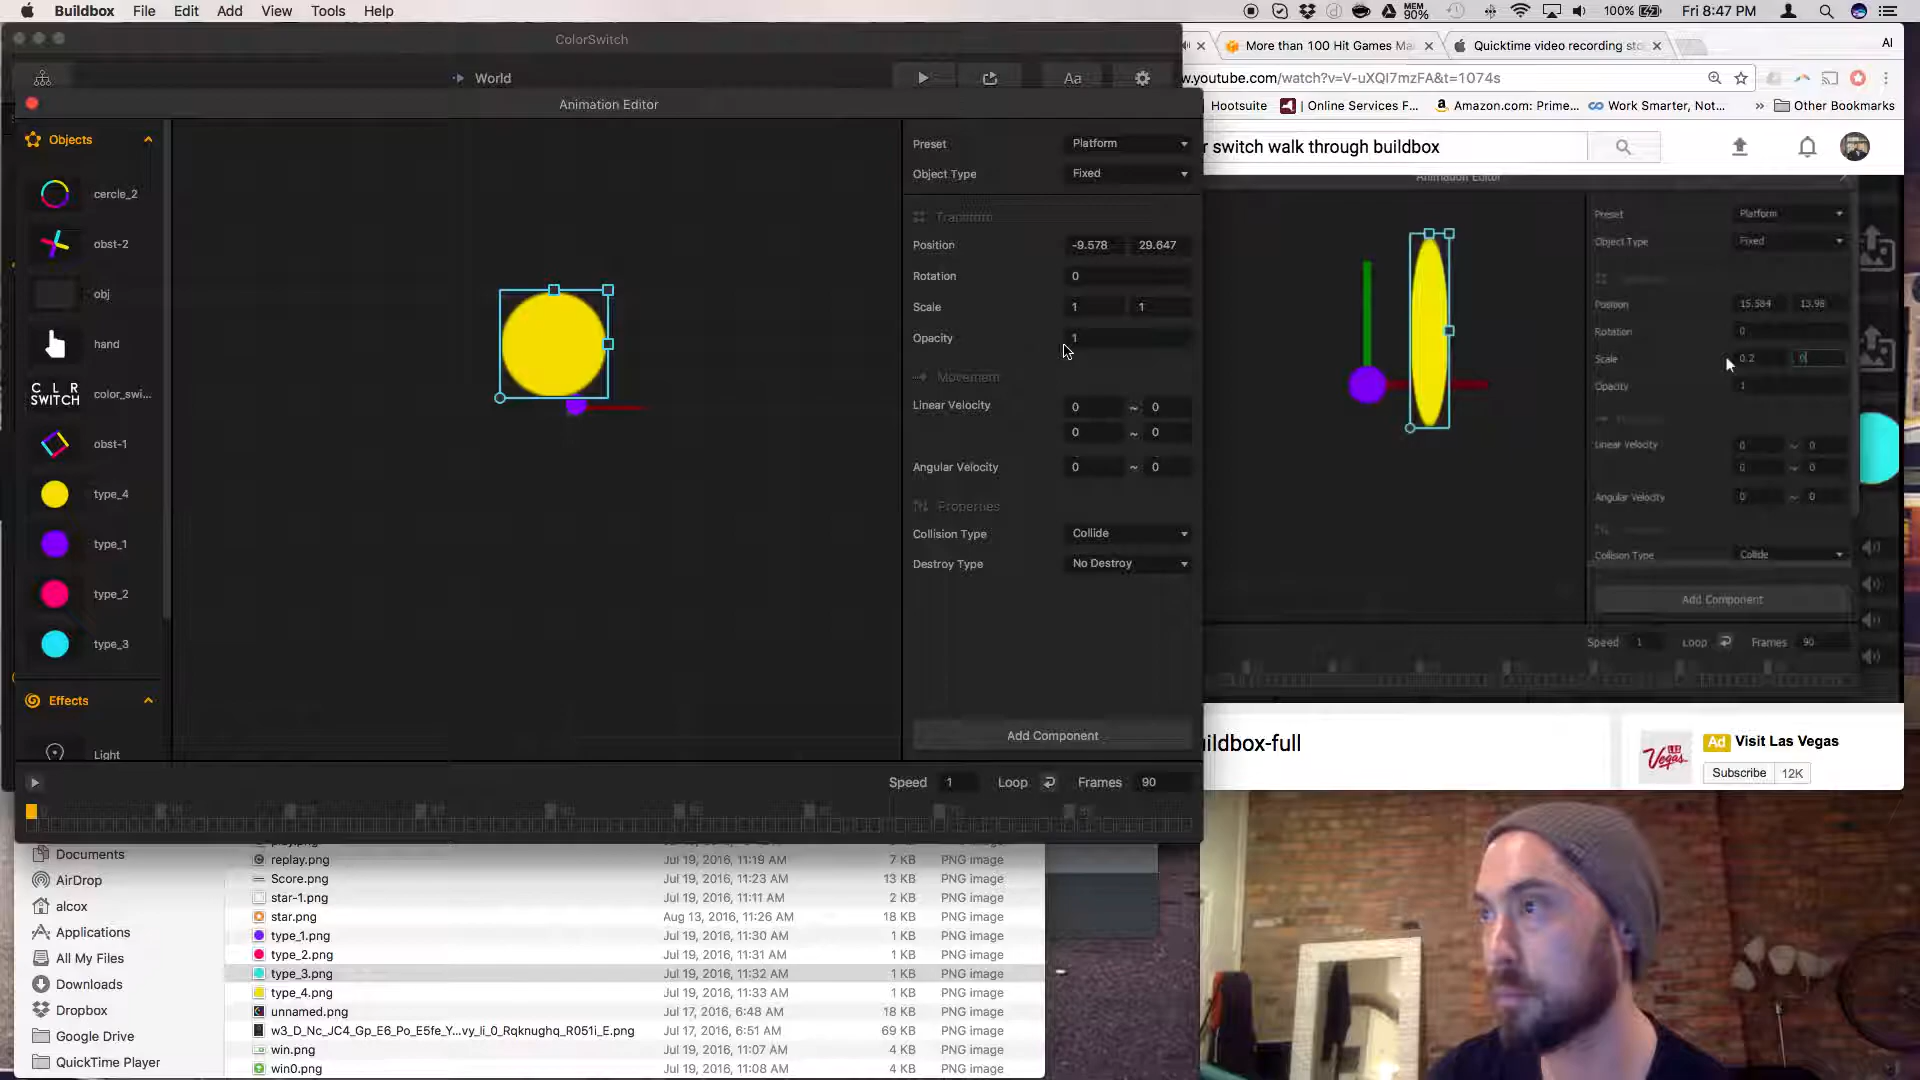 Buildbox File Edit Add View Tools Help
MEM 90% 100% Fri 8:47 PM
ColorSwitch
World
Aa
Animation Editor
Objects
cercle_2
obst-2
obj
hand
CLR SWITCH color_swi...
obst-1
type_4
type_1
type_2
type_3
Effects
Light
Preset Platform
Object Type Fixed
Transform
Position -9.578 29.647
Rotation 0
Scale 1 1
Opacity 1
Movement
Linear Velocity 0 ~ 0
0 ~ 0
Angular Velocity 0 ~ 0
Properties
Collision Type Collide
Destroy Type No Destroy
Add Component
Speed 1 Loop Frames 90
More than 100 Hit Games Ma
Quicktime video recording sto
Al
w.youtube.com/watch?v=V-uXQI7mzFA&t=1074s
Hootsuite | Online Services F... Amazon.com: Prime... Work Smarter, Not... » Other Bookmarks
r switch walk through buildbox
Animation Editor
Preset Platform
Object Type Fixed
Position 15.584 13.98
Rotation 0
Scale 0.2 0
Opacity 1
Linear Velocity 0 ~ 0
0 ~ 0
Angular Velocity 0 ~ 0
Collision Type Collide
Add Component
Speed 1 Loop Frames 90
uildbox-full
Vegas
Ad Visit Las Vegas
Subscribe 12K
Documents
AirDrop
alcox
Applications
All My Files
Downloads
Dropbox
Google Drive
QuickTime Player
play.png
replay.png Jul 19, 2016, 11:19 AM 7 KB PNG image
Score.png Jul 19, 2016, 11:23 AM 13 KB PNG image
star-1.png Jul 19, 2016, 11:11 AM 2 KB PNG image
star.png Aug 13, 2016, 11:26 AM 18 KB PNG image
type_1.png Jul 19, 2016, 11:30 AM 1 KB PNG image
type_2.png Jul 19, 2016, 11:31 AM 1 KB PNG image
type_3.png Jul 19, 2016, 11:32 AM 1 KB PNG image
type_4.png Jul 19, 2016, 11:33 AM 1 KB PNG image
unnamed.png Jul 17, 2016, 6:48 AM 18 KB PNG image
w3_D_Nc_JC4_Gp_E6_Po_E5fe_Y...vy_li_0_Rqknughq_R051i_E.png Jul 17, 2016, 6:51 AM 69 KB PNG image
win.png Jul 19, 2016, 11:07 AM 4 KB PNG image
win0.png Jul 19, 2016, 11:08 AM 4 KB PNG image